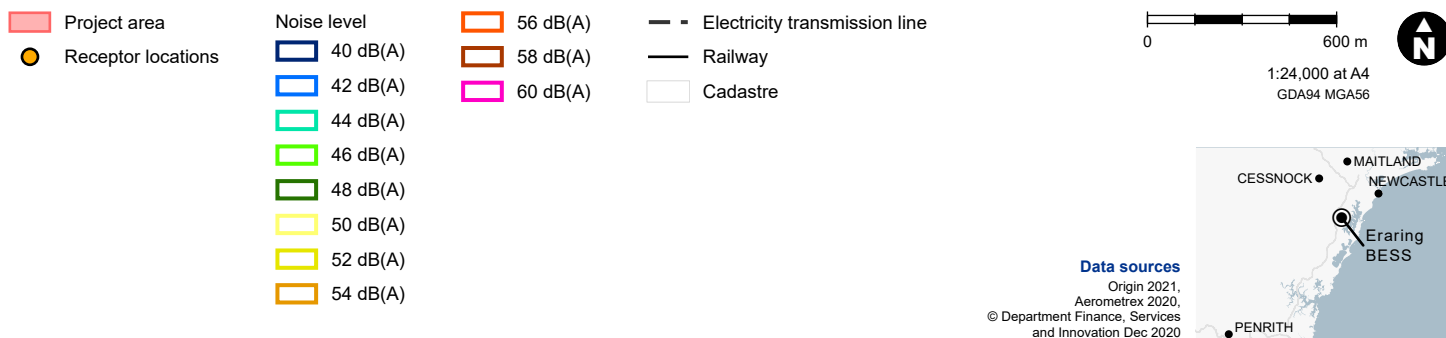 Project area
Receptor locations
Noise level
40 dB(A)
42 dB(A)
44 dB(A)
46 dB(A)
48 dB(A)
50 dB(A)
52 dB(A)
54 dB(A)
56 dB(A)
58 dB(A)
60 dB(A)
Electricity transmission line
Railway
Cadastre
0 600 m
1:24,000 at A4
GDA94 MGA56
N
Data sources
Origin 2021,
Aerometrex 2020,
© Department Finance, Services
and Innovation Dec 2020
MAITLAND
CESSNOCK
NEWCASTLE
Eraring
BESS
PENRITH